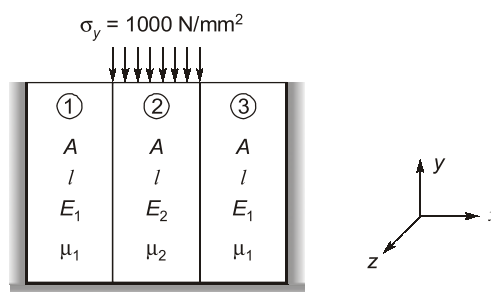 σy = 1000 N/mm²
① ② ③
A A A
l l l
E₁ E₂ E₁
μ₁ μ₂ μ₁
y
z